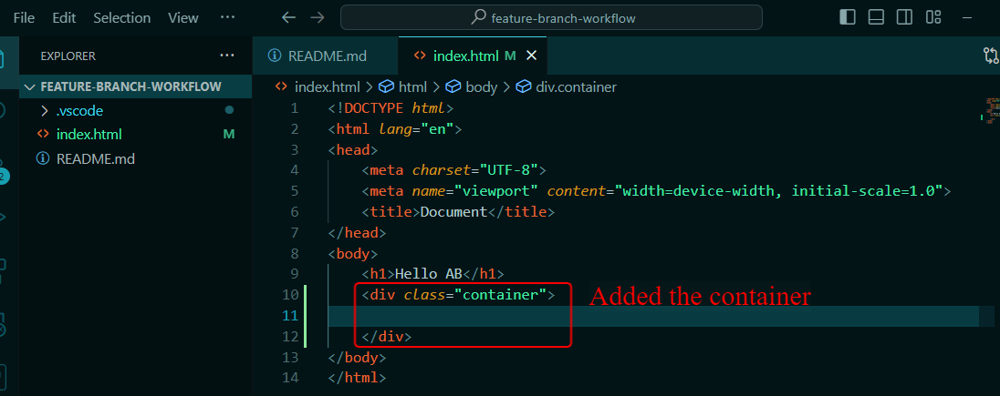 File Edit Selection View ··· feature-branch-workflow
EXPLORER ··· README.md index.html M
FEATURE-BRANCH-WORKFLOW
.vscode
index.html M
README.md
index.html > html > body > div.container
1 <!DOCTYPE html>
2 <html lang="en">
3 <head>
4 <meta charset="UTF-8">
5 <meta name="viewport" content="width=device-width, initial-scale=1.0">
6 <title>Document</title>
7 </head>
8 <body>
9 <h1>Hello AB</h1>
10 <div class="container"> Added the container
11
12 </div>
13 </body>
14 </html>
2